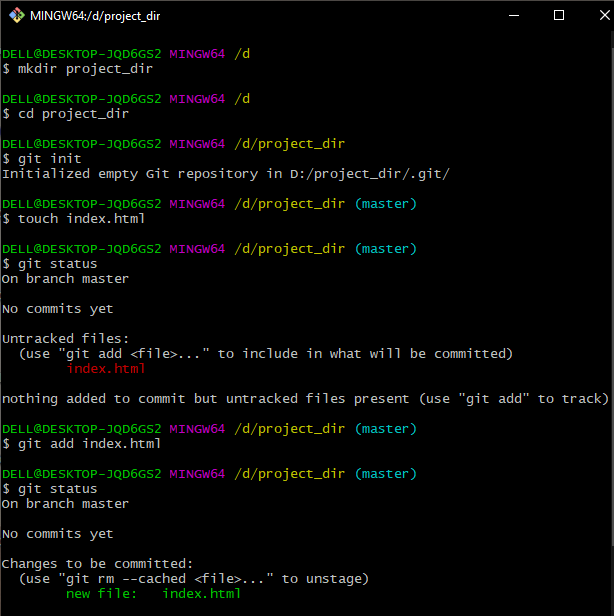 MINGW64:/d/project_dir
DELL@DESKTOP-JQD6GS2 MINGW64 /d
$ mkdir project_dir
DELL@DESKTOP-JQD6GS2 MINGW64 /d
$ cd project_dir
DELL@DESKTOP-JQD6GS2 MINGW64 /d/project_dir
$ git init
Initialized empty Git repository in D:/project_dir/.git/
DELL@DESKTOP-JQD6GS2 MINGW64 /d/project_dir (master)
$ touch index.html
DELL@DESKTOP-JQD6GS2 MINGW64 /d/project_dir (master)
$ git status
On branch master
No commits yet
Untracked files:
  (use "git add <file>..." to include in what will be committed)
        index.html
nothing added to commit but untracked files present (use "git add" to track)
DELL@DESKTOP-JQD6GS2 MINGW64 /d/project_dir (master)
$ git add index.html
DELL@DESKTOP-JQD6GS2 MINGW64 /d/project_dir (master)
$ git status
On branch master
No commits yet
Changes to be committed:
  (use "git rm --cached <file>..." to unstage)
        new file:   index.html